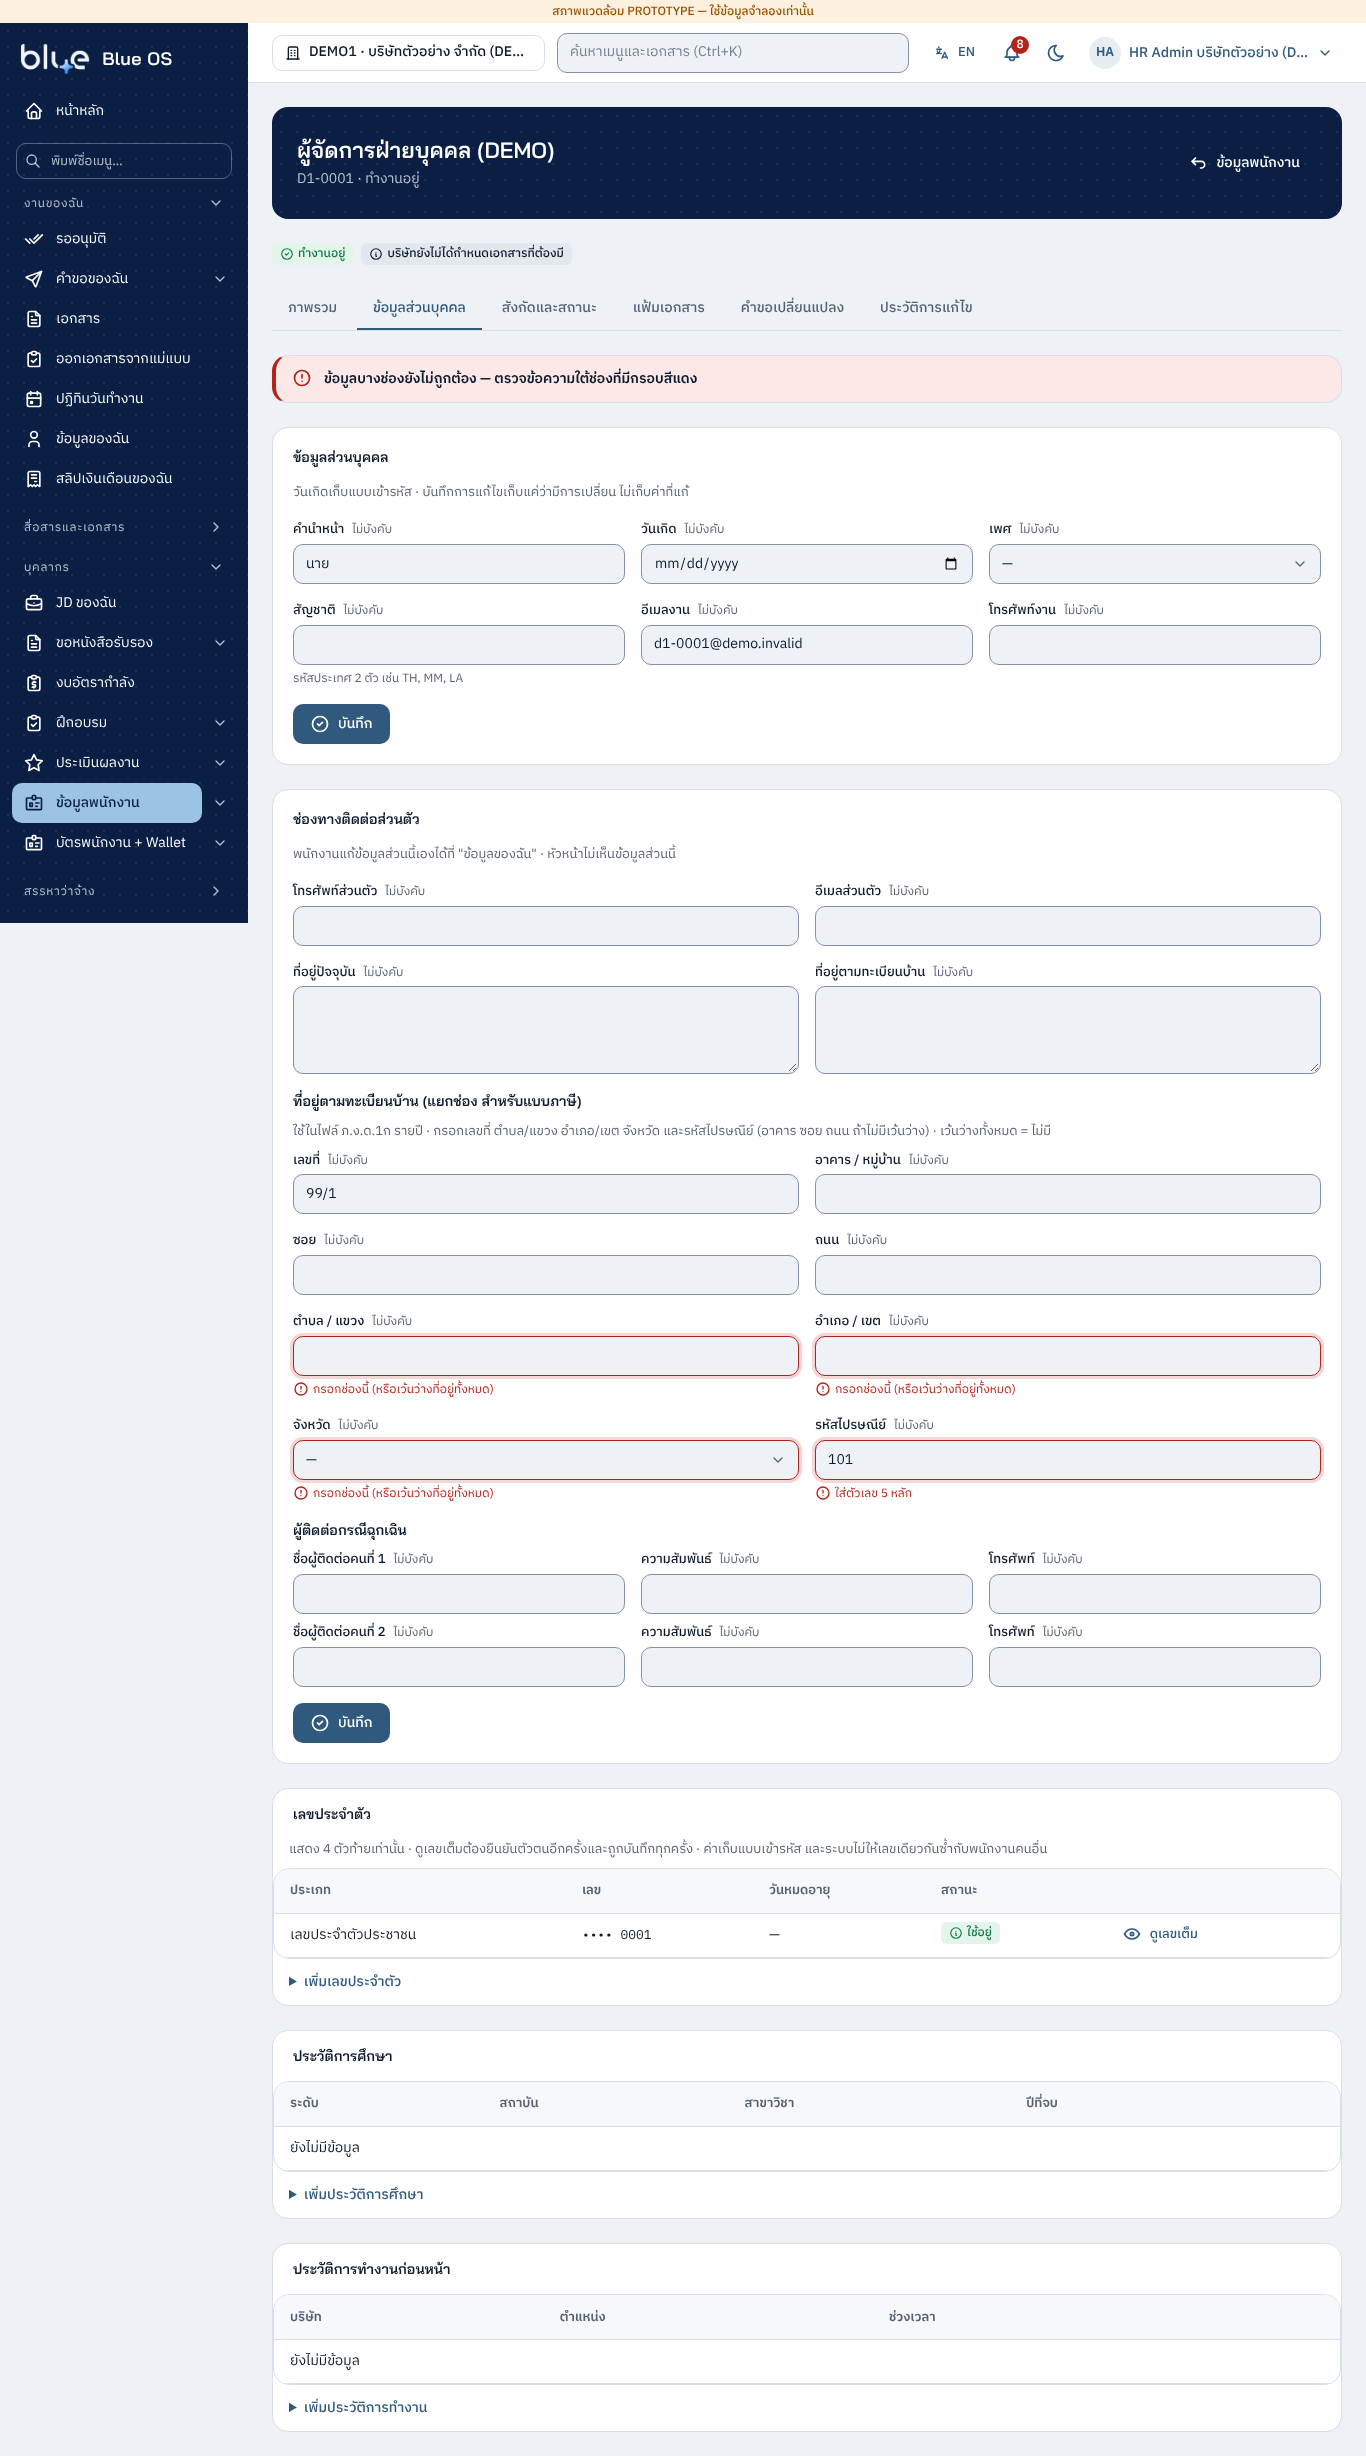 สภาพแวดล้อม PROTOTYPE — ใช้ข้อมูลจำลองเท่านั้น
blue Blue OS
DEMO1 · บริษัทตัวอย่าง จำกัด (DE...
ค้นหาเมนูและเอกสาร (Ctrl+K)
EN
8
HA HR Admin บริษัทตัวอย่าง (D...
หน้าหลัก
พิมพ์ชื่อเมนู...
งานของฉัน
รออนุมัติ
คำขอของฉัน
เอกสาร
ออกเอกสารจากแม่แบบ
ปฏิทินวันทำงาน
ข้อมูลของฉัน
สลิปเงินเดือนของฉัน
สื่อสารและเอกสาร
บุคลากร
JD ของฉัน
ขอหนังสือรับรอง
งบอัตรากำลัง
ฝึกอบรม
ประเมินผลงาน
ข้อมูลพนักงาน
บัตรพนักงาน + Wallet
สรรหาว่าจ้าง
ผู้จัดการฝ่ายบุคคล (DEMO)
D1-0001 · ทำงานอยู่
ข้อมูลพนักงาน
ทำงานอยู่ บริษัทยังไม่ได้กำหนดเอกสารที่ต้องมี
ภาพรวม ข้อมูลส่วนบุคคล สังกัดและสถานะ แฟ้มเอกสาร คำขอเปลี่ยนแปลง ประวัติการแก้ไข
ข้อมูลบางช่องยังไม่ถูกต้อง — ตรวจข้อความใต้ช่องที่มีกรอบสีแดง
ข้อมูลส่วนบุคคล
วันเกิดเก็บแบบเข้ารหัส · บันทึกการแก้ไขเก็บแค่ว่ามีการเปลี่ยน ไม่เก็บค่าที่แก้
คำนำหน้า ไม่บังคับ วันเกิด ไม่บังคับ เพศ ไม่บังคับ
นาย mm/dd/yyyy —
สัญชาติ ไม่บังคับ อีเมลงาน ไม่บังคับ โทรศัพท์งาน ไม่บังคับ
d1-0001@demo.invalid
รหัสประเทศ 2 ตัว เช่น TH, MM, LA
บันทึก
ช่องทางติดต่อส่วนตัว
พนักงานแก้ข้อมูลส่วนนี้เองได้ที่ "ข้อมูลของฉัน" · หัวหน้าไม่เห็นข้อมูลส่วนนี้
โทรศัพท์ส่วนตัว ไม่บังคับ อีเมลส่วนตัว ไม่บังคับ
ที่อยู่ปัจจุบัน ไม่บังคับ ที่อยู่ตามทะเบียนบ้าน ไม่บังคับ
ที่อยู่ตามทะเบียนบ้าน (แยกช่อง สำหรับแบบภาษี)
ใช้ในไฟล์ ภ.ง.ด.1ก รายปี · กรอกเลขที่ ตำบล/แขวง อำเภอ/เขต จังหวัด และรหัสไปรษณีย์ (อาคาร ซอย ถนน ถ้าไม่มีเว้นว่าง) · เว้นว่างทั้งหมด = ไม่มี
เลขที่ ไม่บังคับ อาคาร / หมู่บ้าน ไม่บังคับ
99/1
ซอย ไม่บังคับ ถนน ไม่บังคับ
ตำบล / แขวง ไม่บังคับ อำเภอ / เขต ไม่บังคับ
กรอกช่องนี้ (หรือเว้นว่างที่อยู่ทั้งหมด) กรอกช่องนี้ (หรือเว้นว่างที่อยู่ทั้งหมด)
จังหวัด ไม่บังคับ รหัสไปรษณีย์ ไม่บังคับ
— 101
กรอกช่องนี้ (หรือเว้นว่างที่อยู่ทั้งหมด) ใส่ตัวเลข 5 หลัก
ผู้ติดต่อกรณีฉุกเฉิน
ชื่อผู้ติดต่อคนที่ 1 ไม่บังคับ ความสัมพันธ์ ไม่บังคับ โทรศัพท์ ไม่บังคับ
ชื่อผู้ติดต่อคนที่ 2 ไม่บังคับ ความสัมพันธ์ ไม่บังคับ โทรศัพท์ ไม่บังคับ
บันทึก
เลขประจำตัว
แสดง 4 ตัวท้ายเท่านั้น · ดูเลขเต็มต้องยืนยันตัวตนอีกครั้งและถูกบันทึกทุกครั้ง · ค่าเก็บแบบเข้ารหัส และระบบไม่ให้เลขเดียวกันซ้ำกับพนักงานคนอื่น
ประเภท เลข วันหมดอายุ สถานะ
เลขประจำตัวประชาชน •••• 0001 — ใช้อยู่ ดูเลขเต็ม
เพิ่มเลขประจำตัว
ประวัติการศึกษา
ระดับ สถาบัน สาขาวิชา ปีที่จบ
ยังไม่มีข้อมูล
เพิ่มประวัติการศึกษา
ประวัติการทำงานก่อนหน้า
บริษัท ตำแหน่ง ช่วงเวลา
ยังไม่มีข้อมูล
เพิ่มประวัติการทำงาน